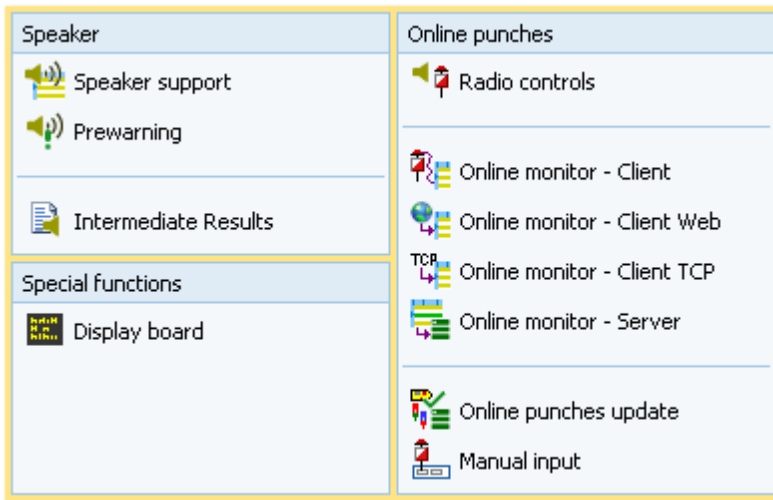 Speaker
Speaker support
Prewarning
Intermediate Results
Special functions
Display board
Online punches
Radio controls
Online monitor - Client
Online monitor - Client Web
TCP
Online monitor - Client TCP
Online monitor - Server
Online punches update
Manual input